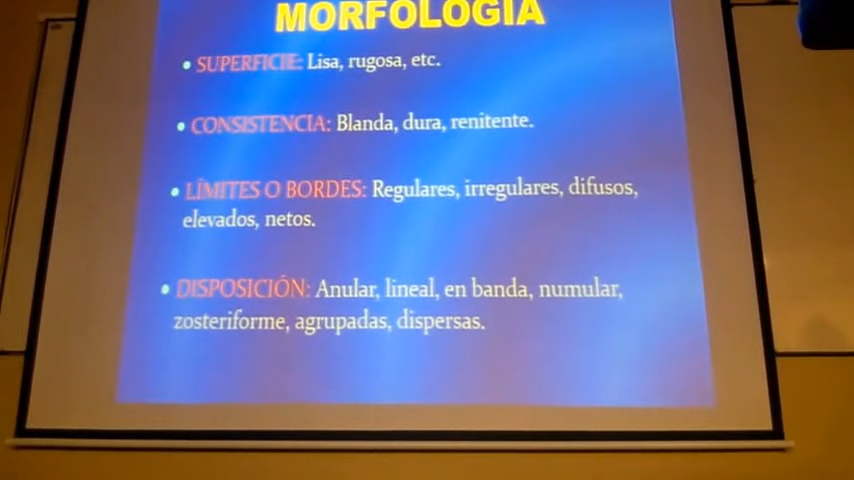 MORFOLOGÍA
• SUPERFICIE: Lisa, rugosa, etc.
• CONSISTENCIA: Blanda, dura, renitente.
• LÍMITES O BORDES: Regulares, irregulares, difusos,
elevados, netos.
• DISPOSICIÓN: Anular, lineal, en banda, numular,
zosteriforme, agrupadas, dispersas.